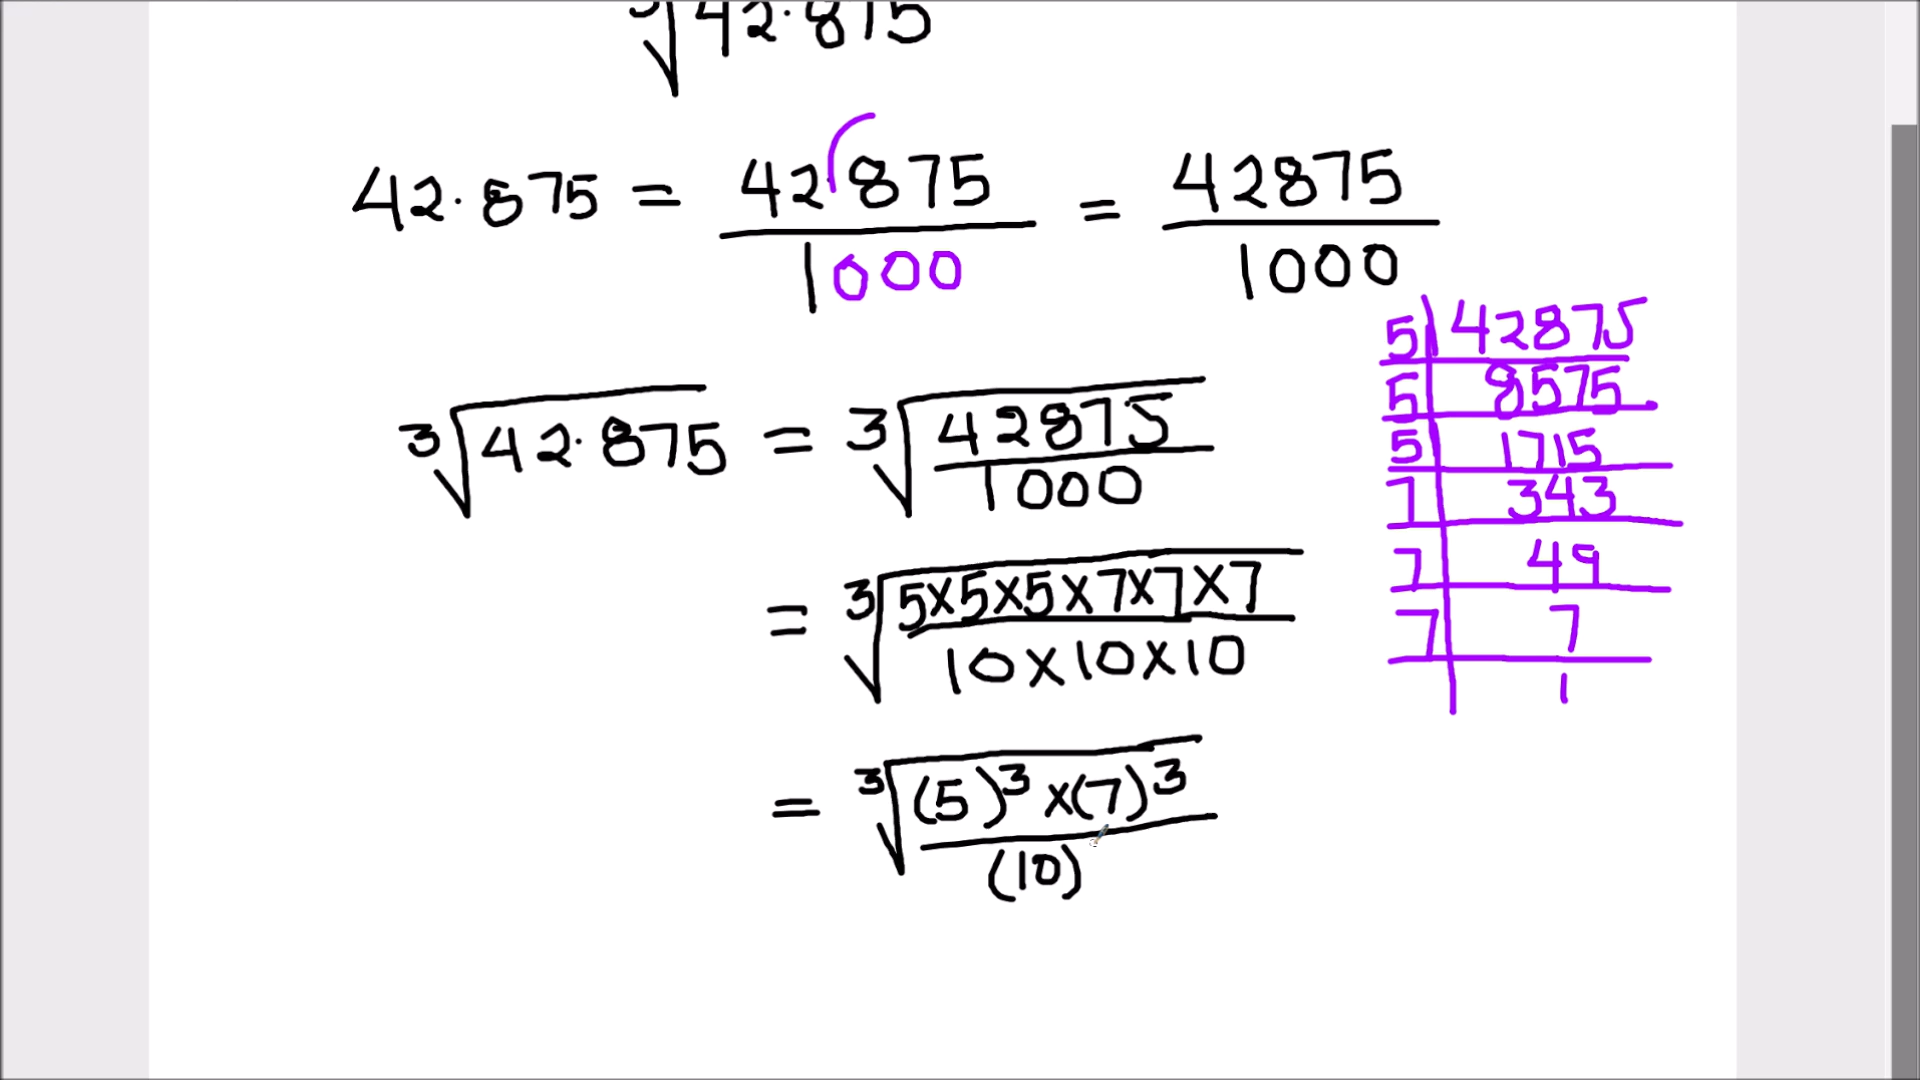 ∛42·875
42·875 = 42·875/1000 = 42875/1000
∛42·875 = ∛(42875/1000)
= ∛(5×5×5×7×7×7/10×10×10)
= ∛((5)³×(7)³/(10))
5 | 42875
5 | 8575
5 | 1715
7 | 343
7 | 49
7 | 7
| 1